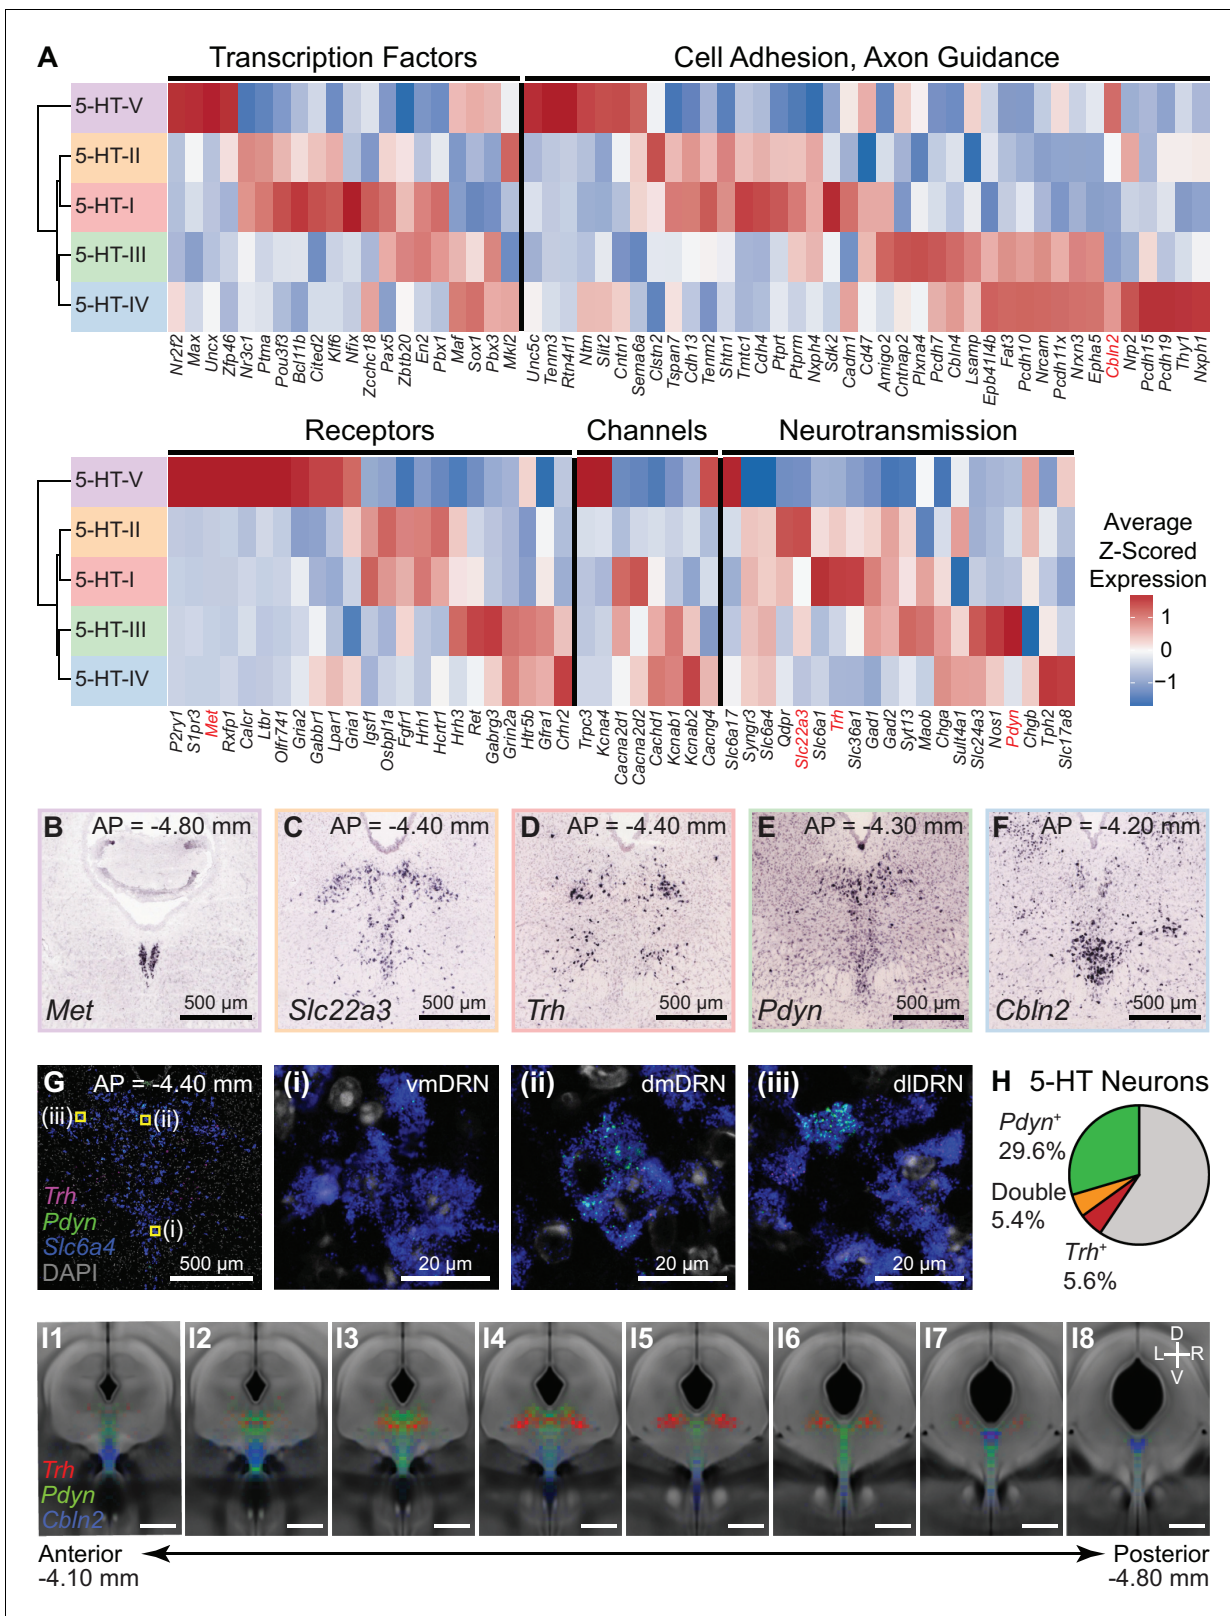 A
Transcription Factors
Cell Adhesion, Axon Guidance
5-HT-V
5-HT-II
5-HT-I
5-HT-III
5-HT-IV
Nr2f2 Max Uncx Zfp46 Nr3c1 Ptma Pou3f3 Bcl11b Cited2 Klf6 Nfix Zcchc18 Pax5 Zbtb20 En2 Pbx1 Maf Sox1 Pbx3 Mkl2 Unc5c Tenm3 Rtn4rl1 Ntm Slit2 Cntn1 Sema6a Clstn2 Tspan7 Cdh13 Tenm2 Shtn1 Tmtc1 Cdh4 Ptprt Ptprm Nxph4 Sdk2 Cadm1 Cd47 Amigo2 Cntnap2 Plxna4 Pcdh7 Cbln4 Lsamp Epb41l4b Fat3 Pcdh10 Nrcam Pcdh11x Nrxn3 Epha5 Cbln2 Nrp2 Pcdh15 Pcdh19 Thy1 Nxph1
Receptors
Channels
Neurotransmission
5-HT-V
5-HT-II
5-HT-I
5-HT-III
5-HT-IV
P2ry1 S1pr3 Met Rxfp1 Calcr Ltbr Olfr741 Gria2 Gabbr1 Lpar1 Gria1 Igsf1 Osbpl1a Fgfr1 Hrh1 Hcrtr1 Hrh3 Ret Gabrg3 Grin2a Htr5b Gfra1 Crhr2 Trpc3 Kcna4 Cacna2d1 Cacna2d2 Cachd1 Kcnab1 Kcnab2 Cacng4 Slc6a17 Syngr3 Slc6a4 Qdpr Slc22a3 Slc6a1 Trh Slc36a1 Gad1 Gad2 Syt13 Maob Chga Sult4a1 Slc24a3 Nos1 Pdyn Chgb Tph2 Slc17a8
Average
Z-Scored
Expression
1
0
−1
B AP = -4.80 mm
Met 500 µm
C AP = -4.40 mm
Slc22a3 500 µm
D AP = -4.40 mm
Trh 500 µm
E AP = -4.30 mm
Pdyn 500 µm
F AP = -4.20 mm
Cbln2 500 µm
G AP = -4.40 mm
(iii) (ii)
(i)
Trh
Pdyn
Slc6a4
DAPI
500 µm
(i) vmDRN
20 µm
(ii) dmDRN
20 µm
(iii) dlDRN
20 µm
H 5-HT Neurons
Pdyn+
29.6%
Double
5.4%
Trh+
5.6%
I1
I2
I3
I4
I5
I6
I7
I8
D
L R
V
Trh
Pdyn
Cbln2
Anterior
-4.10 mm
Posterior
-4.80 mm